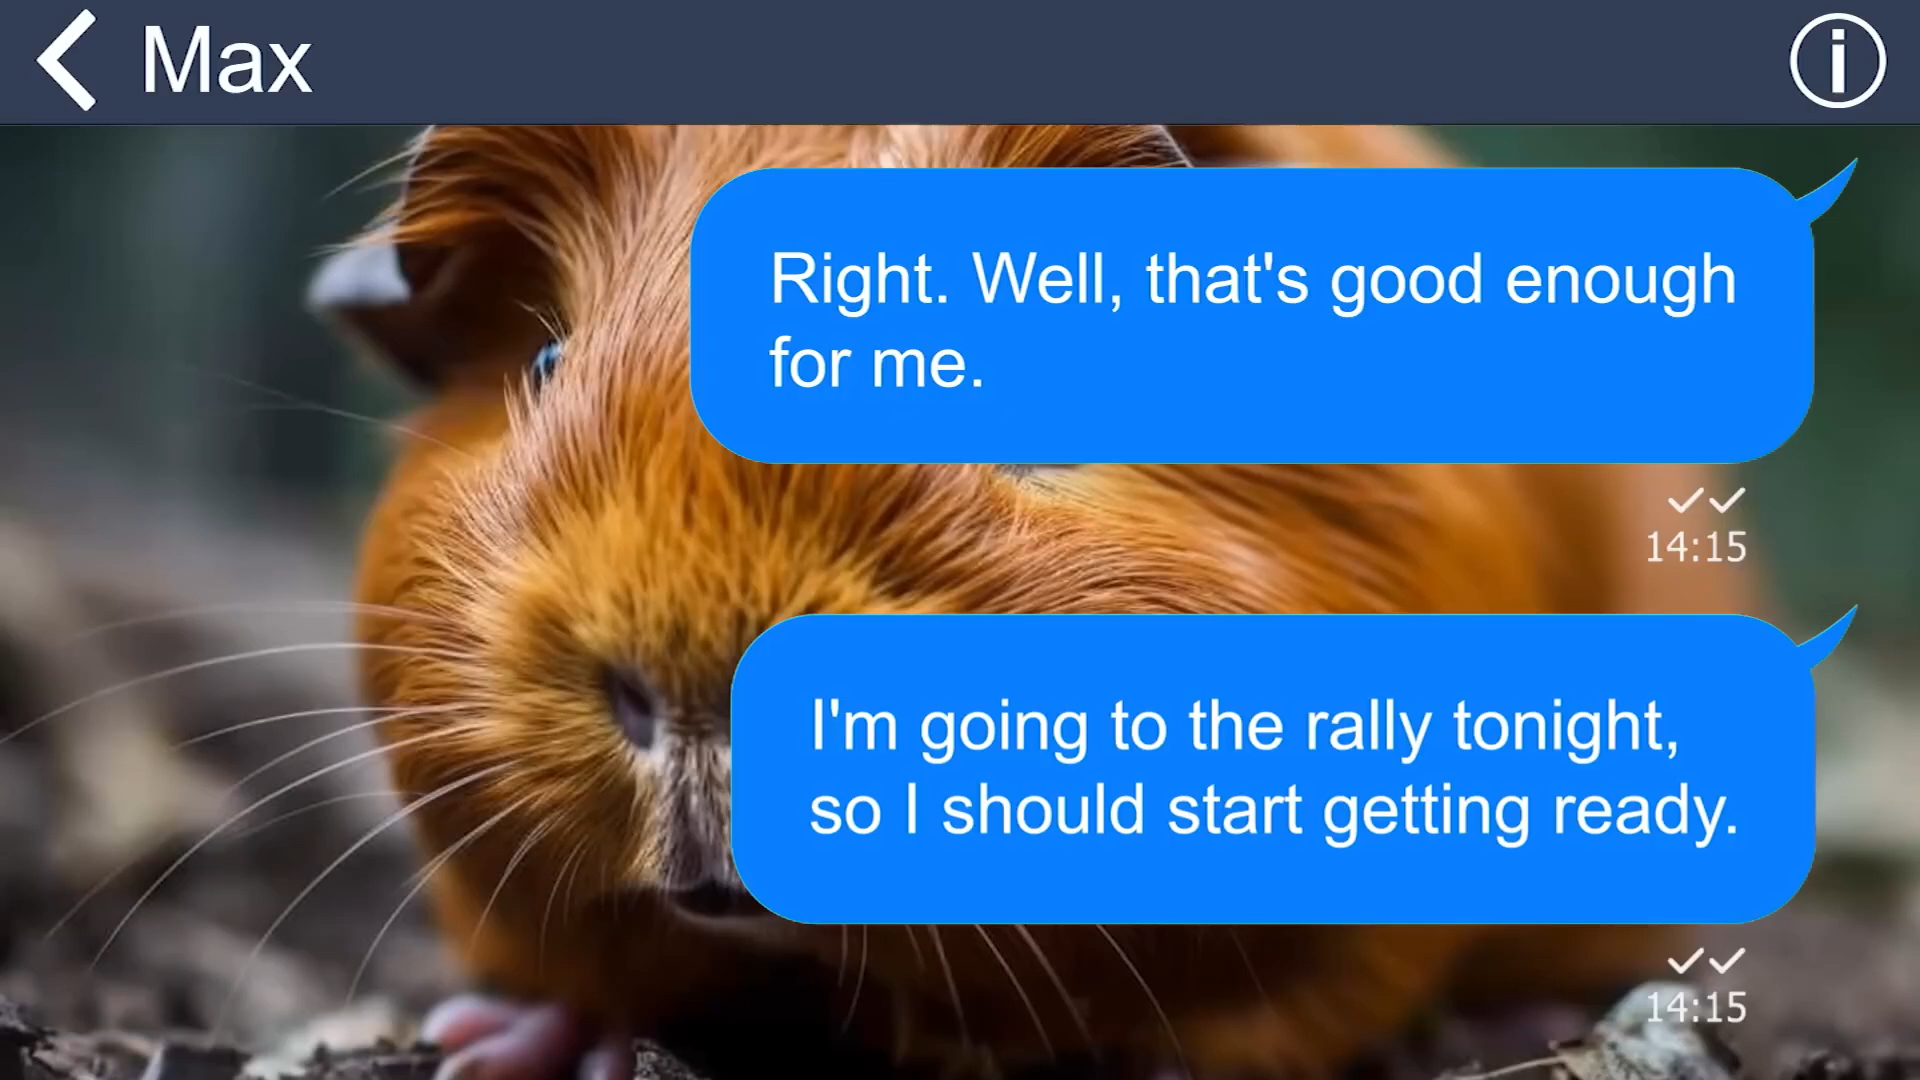 Max
Right. Well, that's good enough
for me.
14:15
I'm going to the rally tonight,
so I should start getting ready.
14:15